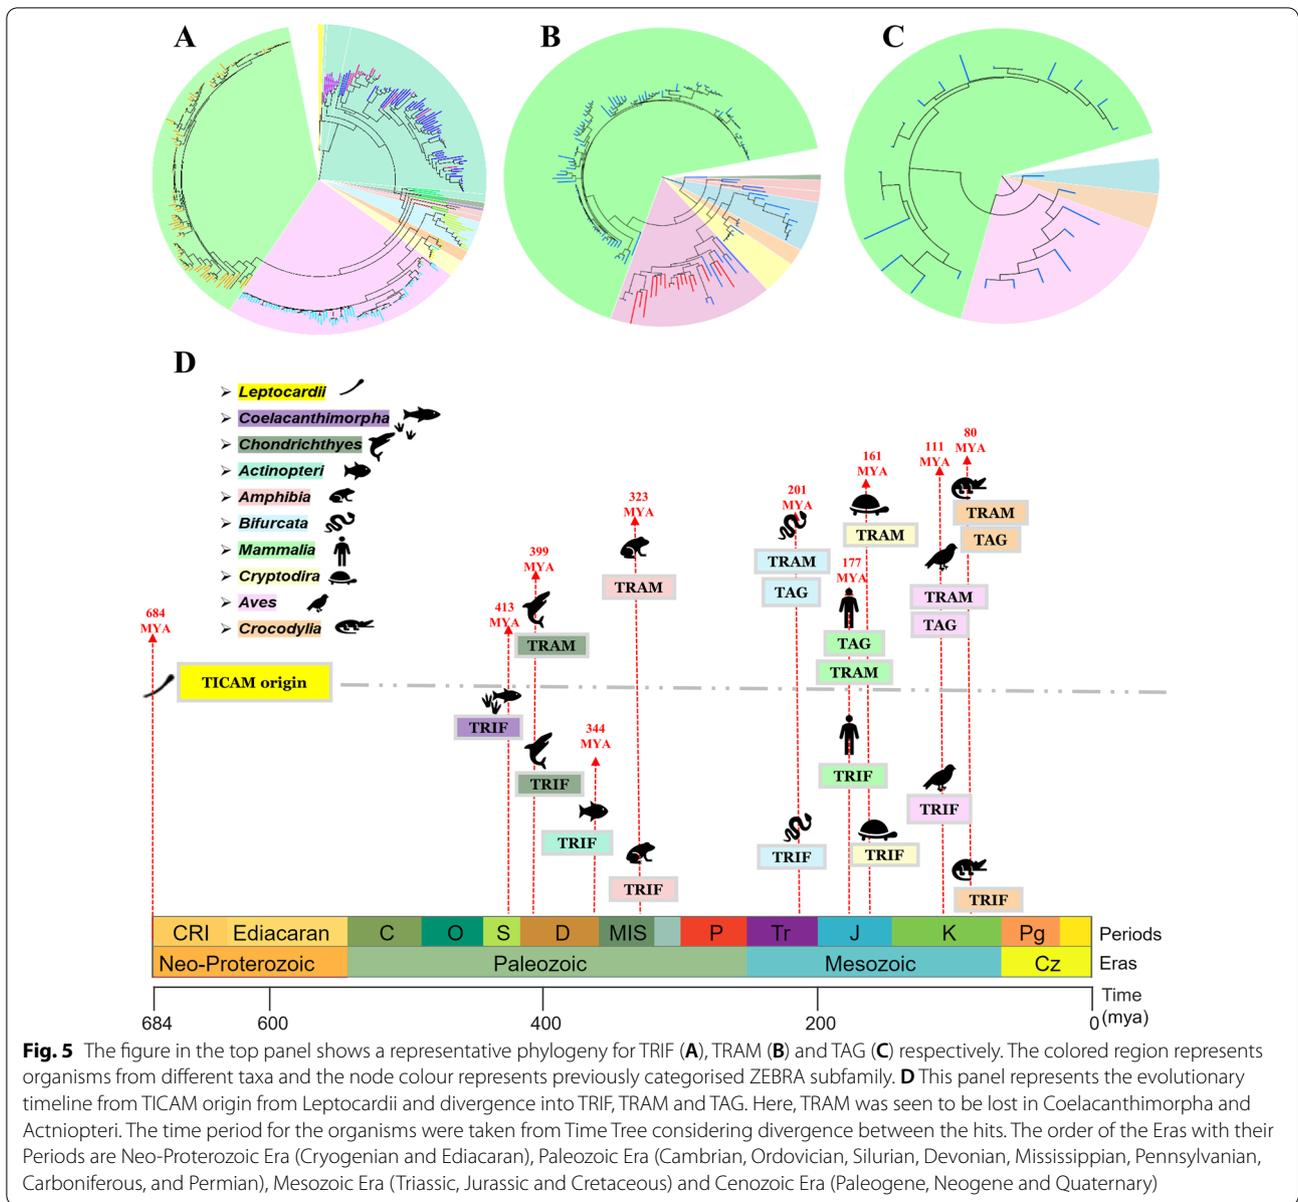 A
B
C
D
➢ Leptocardii
➢ Coelacanthimorpha
➢ Chondrichthyes
➢ Actinopteri
➢ Amphibia
➢ Bifurcata
➢ Mammalia
➢ Cryptodira
➢ Aves
➢ Crocodylia
684
MYA
TICAM origin
413
MYA
TRIF
399
MYA
TRAM
TRIF
344
MYA
TRIF
323
MYA
TRAM
TRIF
201
MYA
TRAM
TAG
TRIF
177
MYA
TAG
TRAM
TRIF
161
MYA
TRAM
TRIF
111
MYA
TRAM
TAG
TRIF
80
MYA
TRAM
TAG
TRIF
CRI Ediacaran C O S D MIS P Tr J K Pg Periods
Neo-Proterozoic Paleozoic Mesozoic Cz Eras
Time
(mya)
684 600 400 200 0
Fig. 5 The figure in the top panel shows a representative phylogeny for TRIF (A), TRAM (B) and TAG (C) respectively. The colored region represents
organisms from different taxa and the node colour represents previously categorised ZEBRA subfamily. D This panel represents the evolutionary
timeline from TICAM origin from Leptocardii and divergence into TRIF, TRAM and TAG. Here, TRAM was seen to be lost in Coelacanthimorpha and
Actniopteri. The time period for the organisms were taken from Time Tree considering divergence between the hits. The order of the Eras with their
Periods are Neo-Proterozoic Era (Cryogenian and Ediacaran), Paleozoic Era (Cambrian, Ordovician, Silurian, Devonian, Mississippian, Pennsylvanian,
Carboniferous, and Permian), Mesozoic Era (Triassic, Jurassic and Cretaceous) and Cenozoic Era (Paleogene, Neogene and Quaternary)